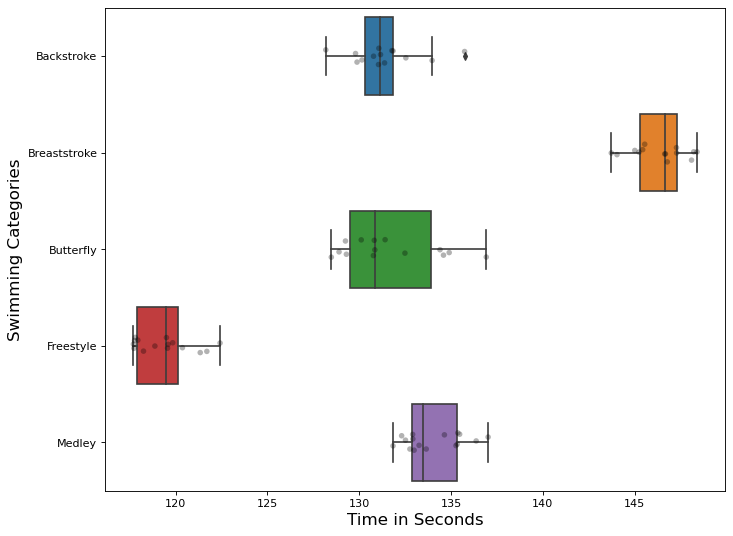 Swimming Categories
Backstroke
Breaststroke
Butterfly
Freestyle
Medley
120 125 130 135 140 145
Time in Seconds